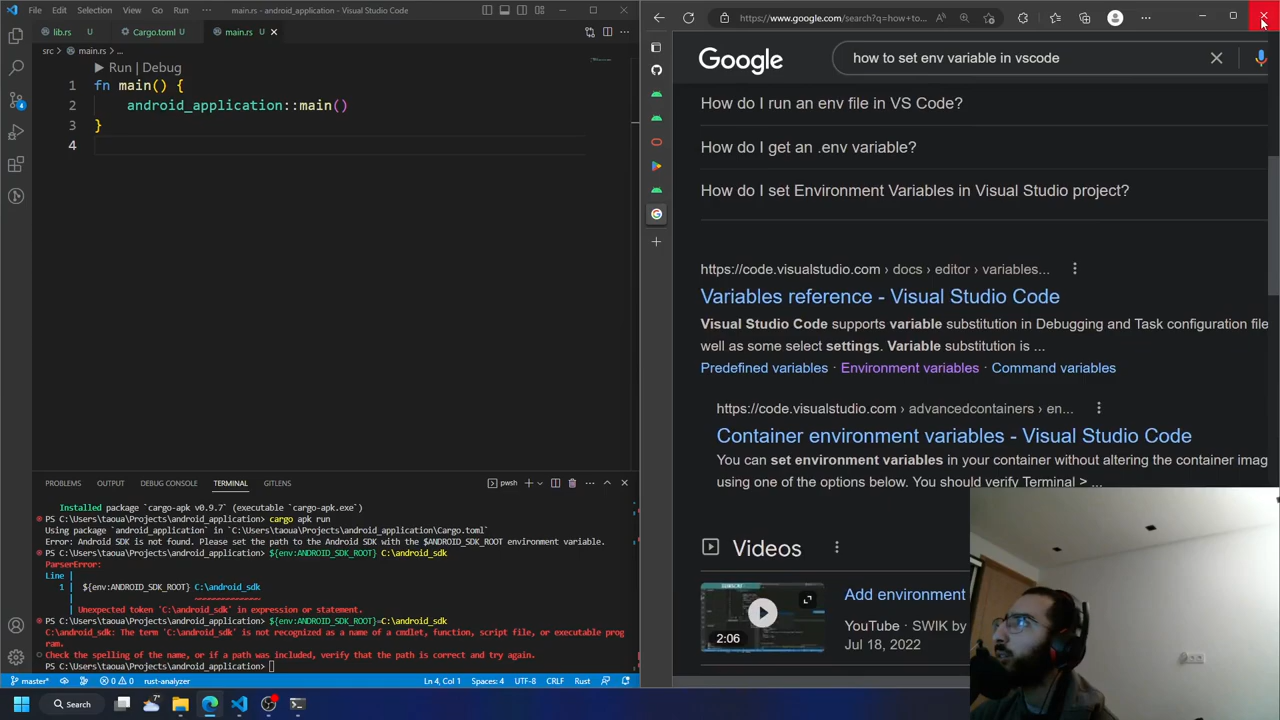 File Edit Selection View Go Run ··· main.rs - android_application - Visual Studio Code
lib.rs U Cargo.toml U main.rs U
src > main.rs > ...
Run | Debug
1 fn main() {
2 android_application::main()
3 }
4
PROBLEMS OUTPUT DEBUG CONSOLE TERMINAL GITLENS pwsh
Installed package `cargo-apk v0.9.7` (executable `cargo-apk.exe`)
PS C:\Users\taoua\Projects\android_application> cargo apk run
Using package `android_application` in `C:\Users\taoua\Projects\android_application\Cargo.toml`
Error: Android SDK is not found. Please set the path to the Android SDK with the $ANDROID_SDK_ROOT environment variable.
PS C:\Users\taoua\Projects\android_application> ${env:ANDROID_SDK_ROOT} C:\android_sdk
ParserError:
Line |
1 | ${env:ANDROID_SDK_ROOT} C:\android_sdk
| ~~~~~~~~~~~~~~
| Unexpected token 'C:\android_sdk' in expression or statement.
PS C:\Users\taoua\Projects\android_application> ${env:ANDROID_SDK_ROOT}=C:\android_sdk
C:\android_sdk: The term 'C:\android_sdk' is not recognized as a name of a cmdlet, function, script file, or executable prog
ram.
Check the spelling of the name, or if a path was included, verify that the path is correct and try again.
PS C:\Users\taoua\Projects\android_application>
master* 0 0 rust-analyzer Ln 4, Col 1 Spaces: 4 UTF-8 CRLF Rust
https://www.google.com/search?q=how+to...
Google how to set env variable in vscode
How do I run an env file in VS Code?
How do I get an .env variable?
How do I set Environment Variables in Visual Studio project?
https://code.visualstudio.com › docs › editor › variables...
Variables reference - Visual Studio Code
Visual Studio Code supports variable substitution in Debugging and Task configuration file
well as some select settings. Variable substitution is ...
Predefined variables · Environment variables · Command variables
https://code.visualstudio.com › advancedcontainers › en...
Container environment variables - Visual Studio Code
You can set environment variables in your container without altering the container imag
using one of the options below. You should verify Terminal > ...
Videos
2:06
Add environment
YouTube · SWIK by
Jul 18, 2022
Search